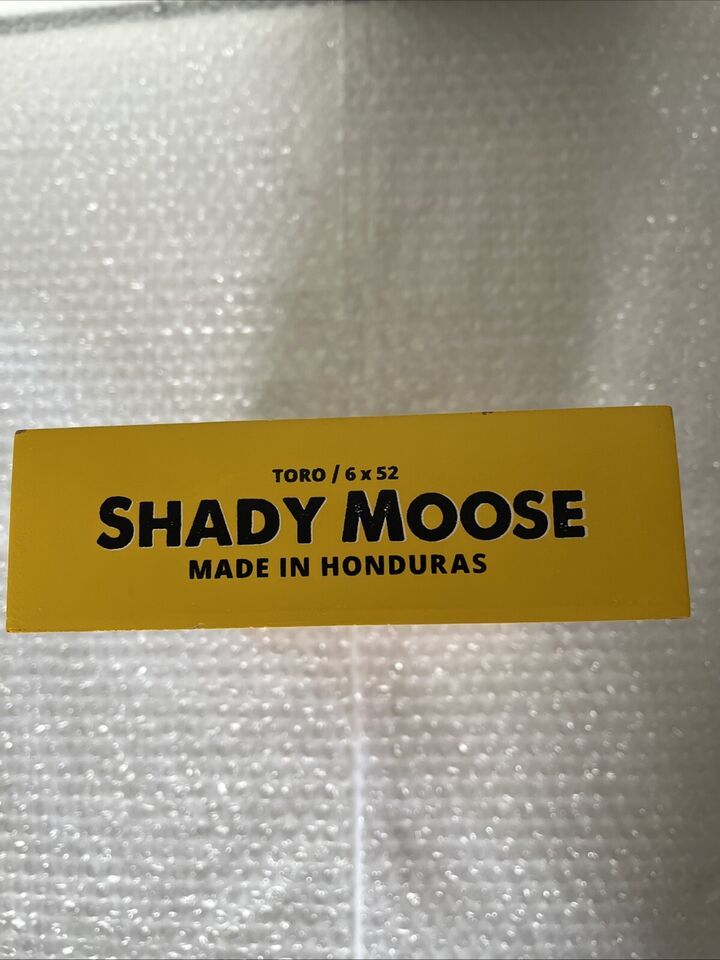 TORO / 6 x 52
SHADY MOOSE
MADE IN HONDURAS